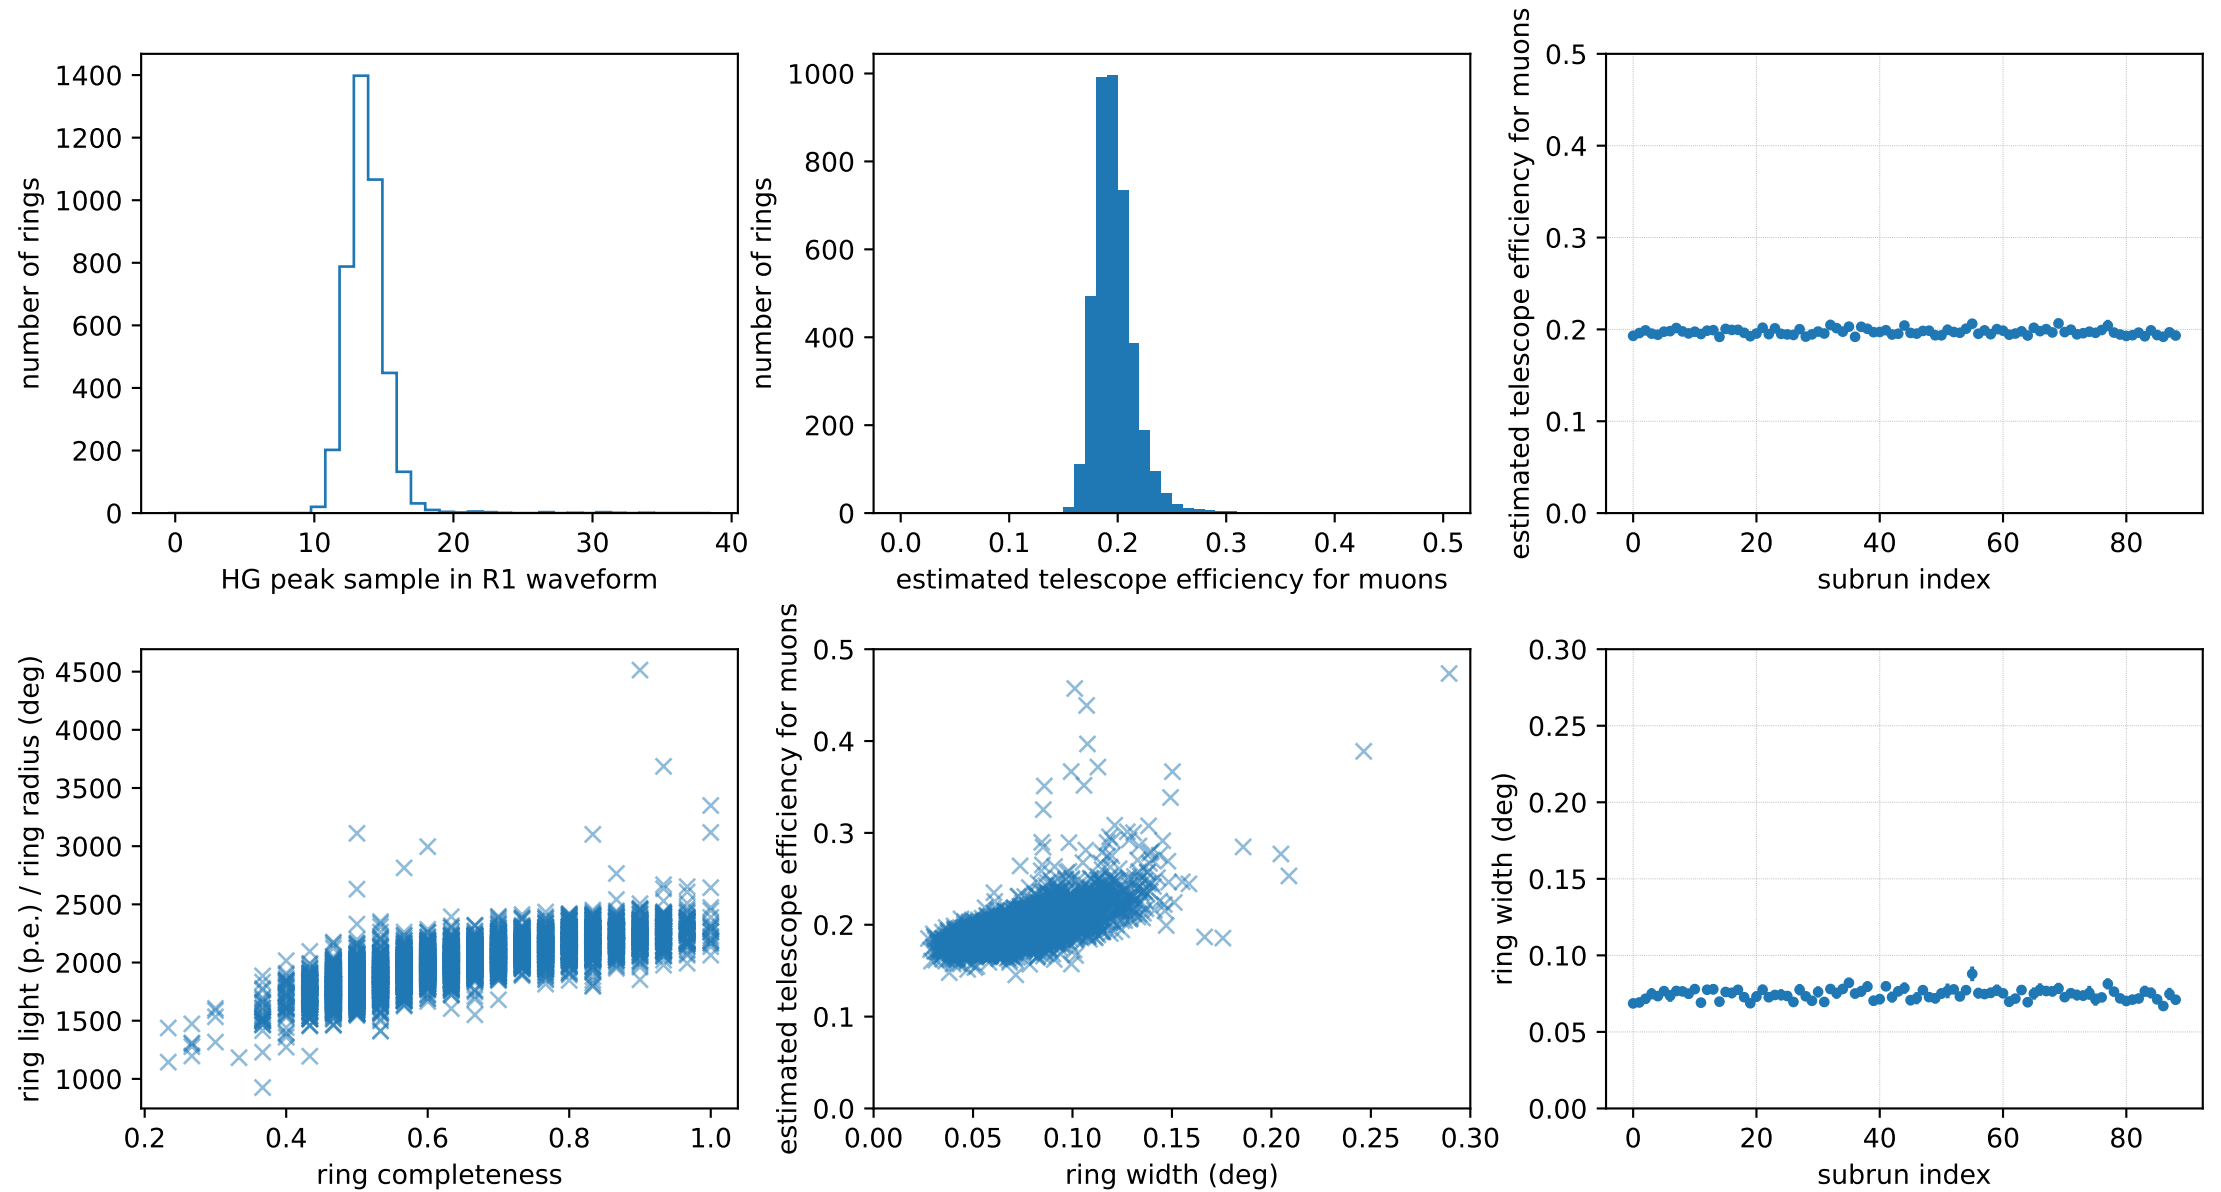 1400
1200
1000
800
600
400
200
0
number of rings
0 10 20 30 40
HG peak sample in R1 waveform
1000
800
600
400
200
0
number of rings
0.0 0.1 0.2 0.3 0.4 0.5
estimated telescope efficiency for muons
0.5
0.4
0.3
0.2
0.1
0.0
estimated telescope efficiency for muons
0 20 40 60 80
subrun index
4500
4000
3500
3000
2500
2000
1500
1000
ring light (p.e.) / ring radius (deg)
0.2 0.4 0.6 0.8 1.0
ring completeness
0.5
0.4
0.3
0.2
0.1
0.0
estimated telescope efficiency for muons
0.00 0.05 0.10 0.15 0.20 0.25 0.30
ring width (deg)
0.30
0.25
0.20
0.15
0.10
0.05
0.00
ring width (deg)
0 20 40 60 80
subrun index